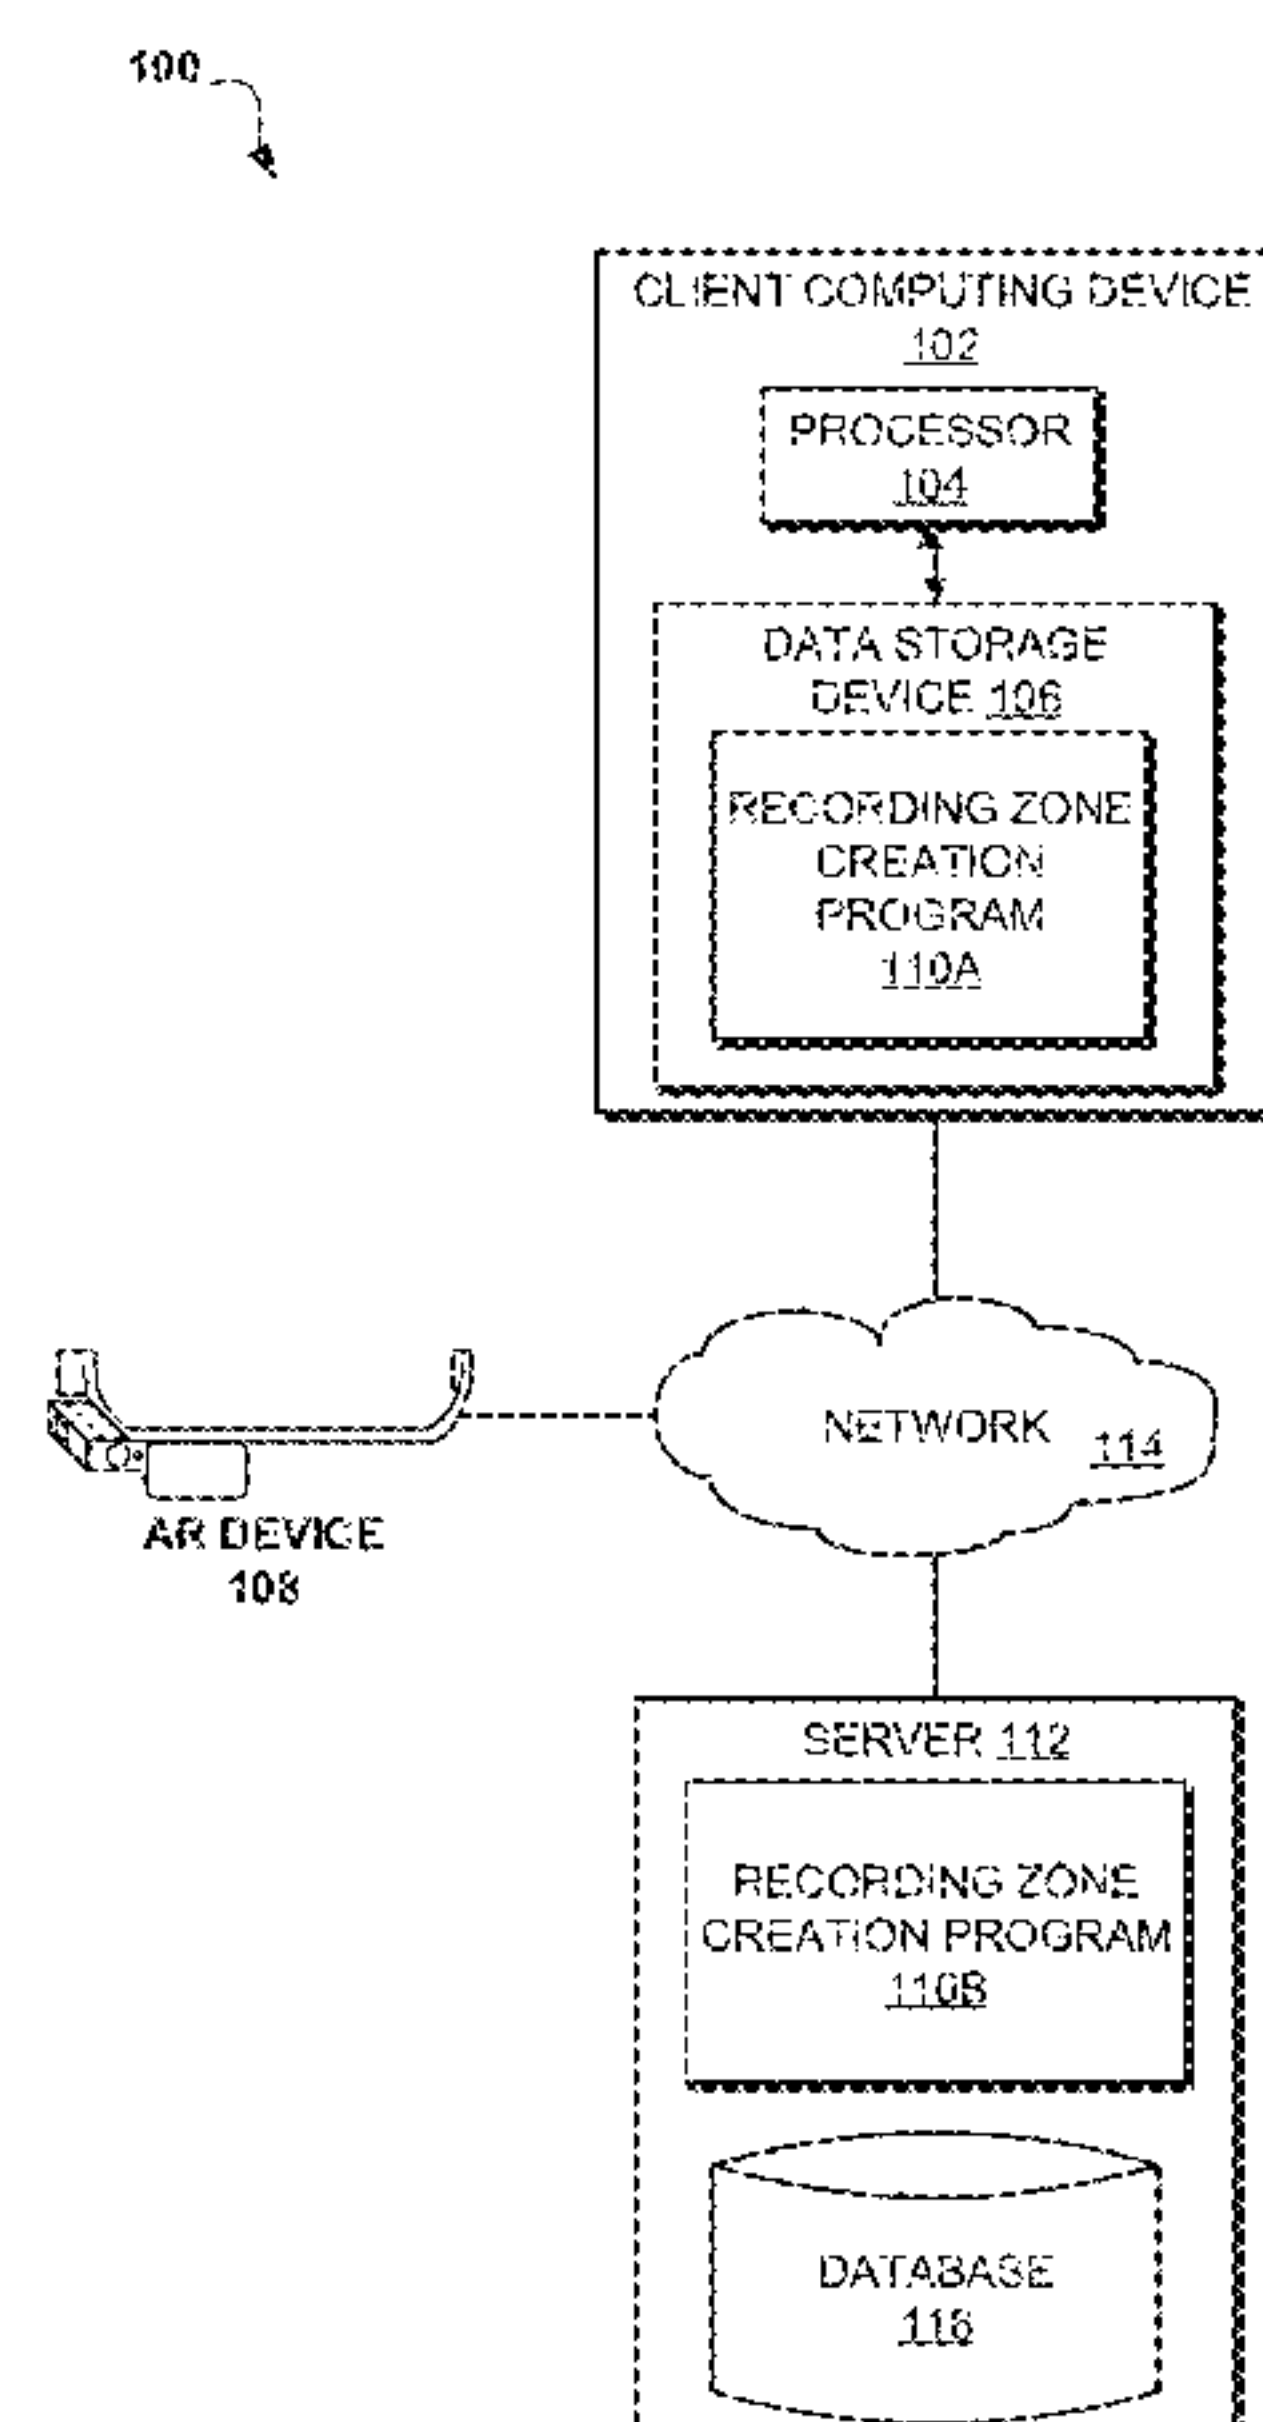 100
CLIENT COMPUTING DEVICE
102
PROCESSOR
104
DATA STORAGE
DEVICE 106
RECORDING ZONE
CREATION
PROGRAM
110A
NETWORK 114
AR DEVICE
108
SERVER 112
RECORDING ZONE
CREATION PROGRAM
110B
DATABASE
116